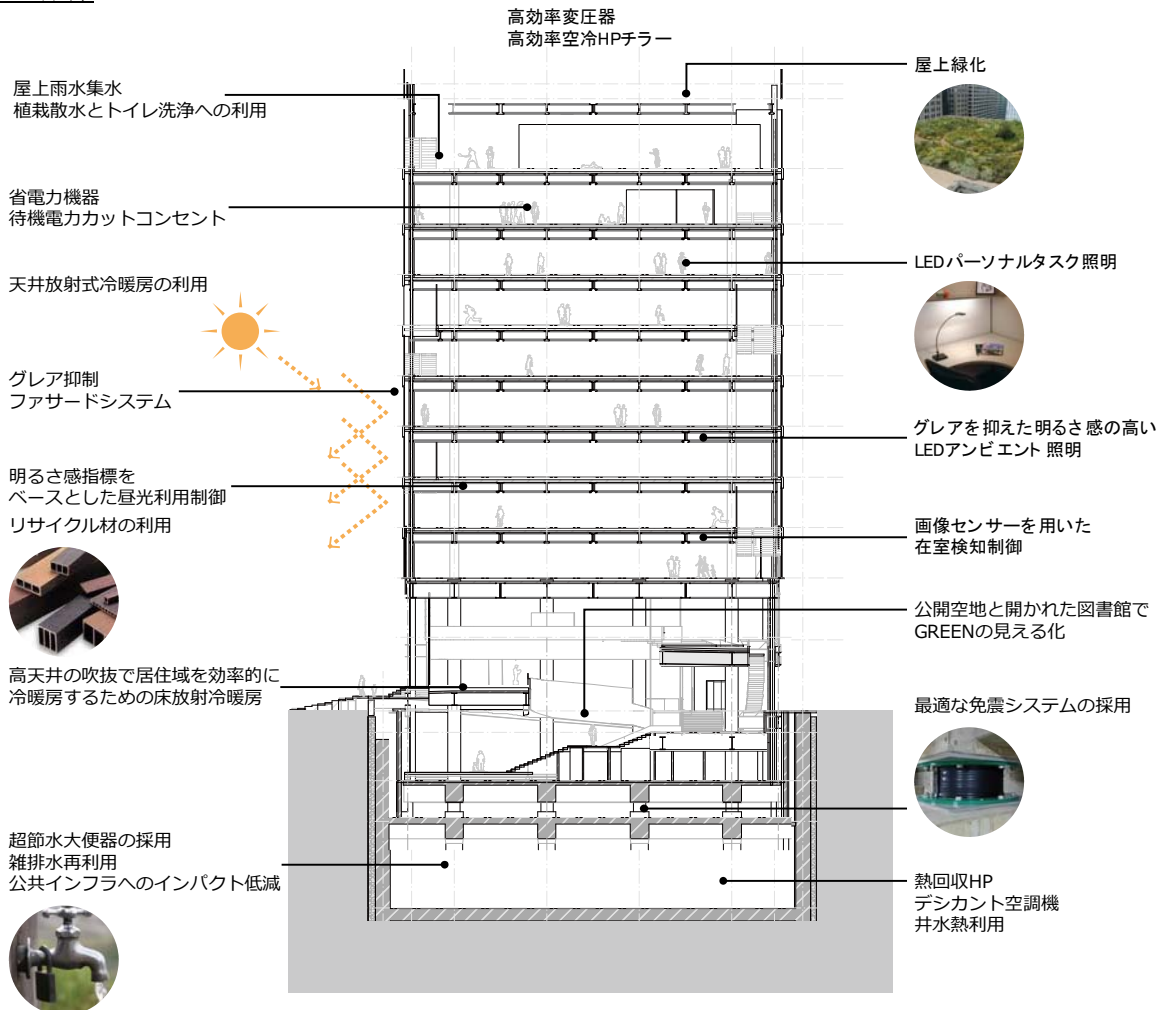 高効率変圧器
高効率空冷HPチラー
屋上雨水集水
植栽散水とトイレ洗浄への利用
省電力機器
待機電力カットコンセント
天井放射式冷暖房の利用
グレア抑制
ファサードシステム
明るさ感指標を
ベースとした昼光利用制御
リサイクル材の利用
高天井の吹抜で居住域を効率的に
冷暖房するための床放射冷暖房
超節水大便器の採用
雑排水再利用
公共インフラへのインパクト低減
屋上緑化
LEDパーソナルタスク照明
グレアを抑えた明るさ感の高い
LEDアンビエント照明
画像センサーを用いた
在室検知制御
公開空地と開かれた図書館で
GREENの見える化
最適な免震システムの採用
熱回収HP
デシカント空調機
井水熱利用